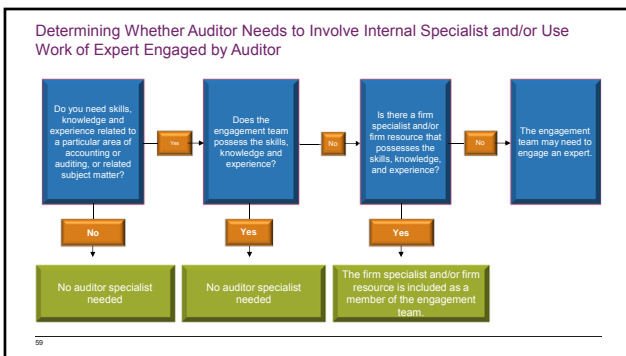 Determining Whether Auditor Needs to Involve Internal Specialist and/or Use
Work of Expert Engaged by Auditor
Do you need skills,
knowledge and
experience related to
a particular area of
accounting or
auditing, or related
subject matter?
Yes
Does the
engagement team
possess the skills,
knowledge and
experience?
No
Is there a firm
specialist and/or
firm resource that
possesses the
skills, knowledge,
and experience?
No
The engagement
team may need to
engage an expert.
No
Yes
Yes
No auditor specialist
needed
No auditor specialist
needed
The firm specialist and/or firm
resource is included as a
member of the engagement
team.
59